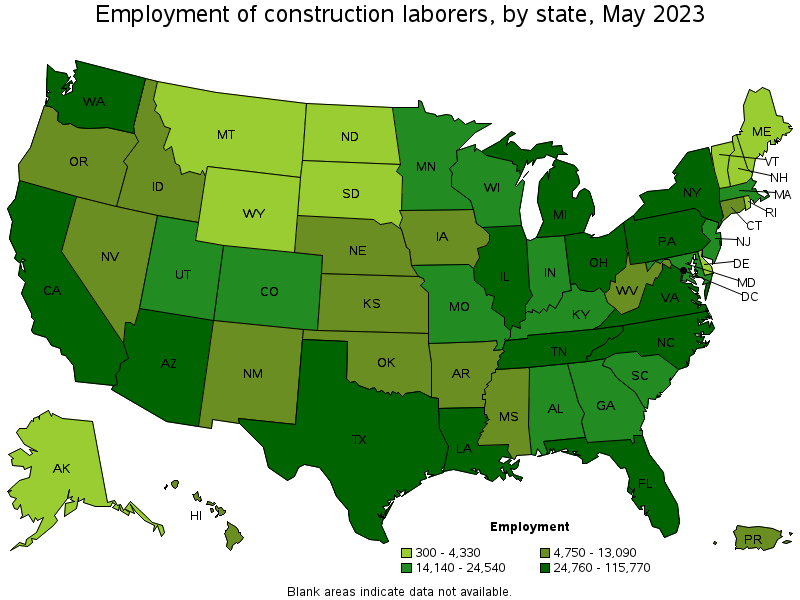 Employment of construction laborers, by state, May 2023
WA
MT
ND
ME
OR
MN
VT
ID
WI
NH
SD
NY
MA
WY
MI
RI
CT
IA
PA
NJ
NE
NV
OH
DE
IN
IL
UT
MD
CO
WV
CA
VA
DC
KS
MO
KY
NC
TN
AZ
OK
NM
AR
SC
GA
AL
MS
TX
LA
AK
FL
HI
Employment
PR
300 - 4,330
4,750 - 13,090
14,140 - 24,540
24,760 - 115,770
Blank areas indicate data not available.